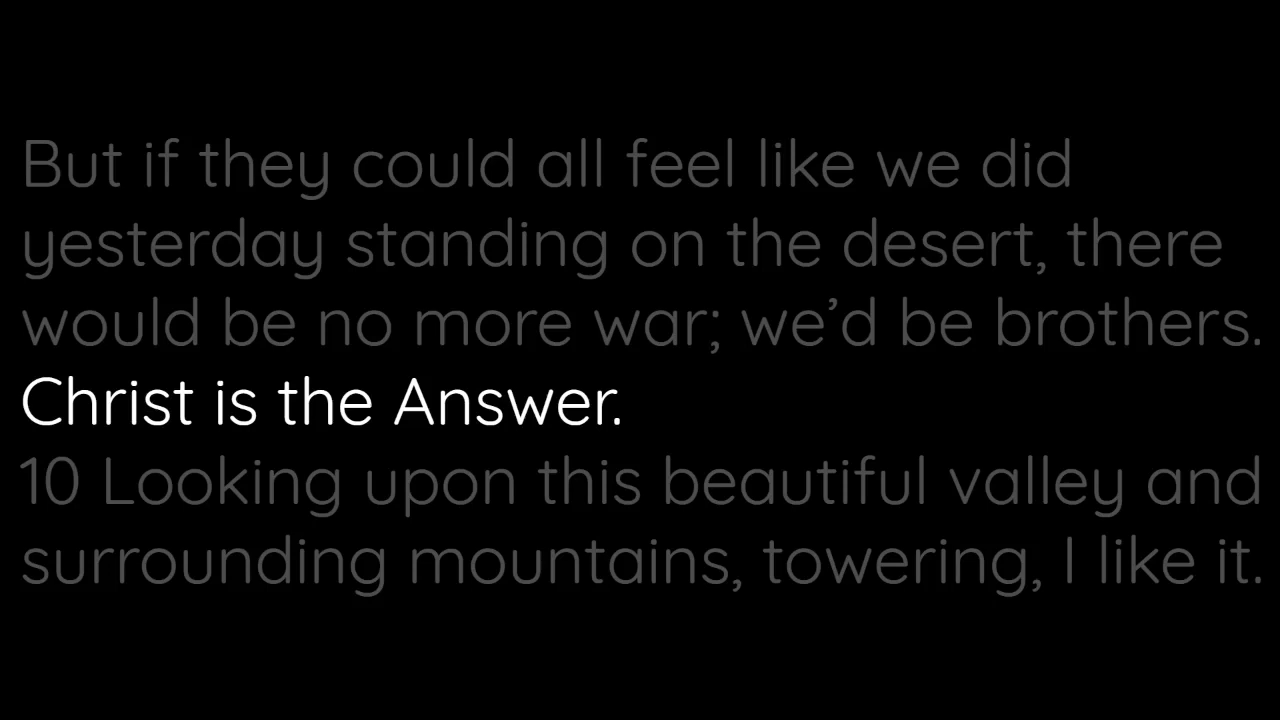 But if they could all feel like we did
yesterday standing on the desert, there
would be no more war; we’d be brothers.
Christ is the Answer.
10 Looking upon this beautiful valley and
surrounding mountains, towering, I like it.